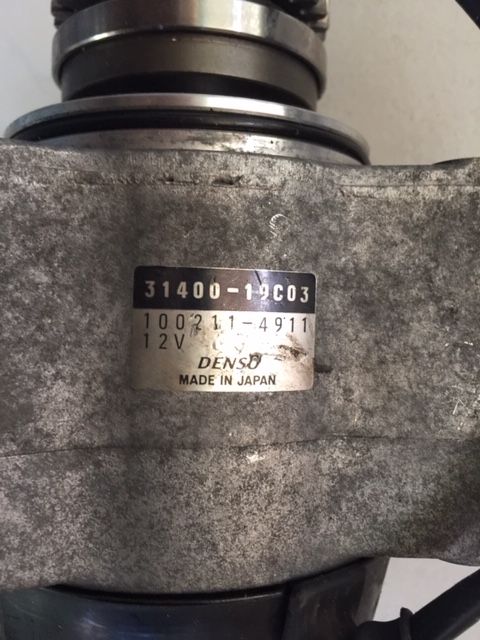 31400-19C03
100211-4911
12V
DENSO
MADE IN JAPAN